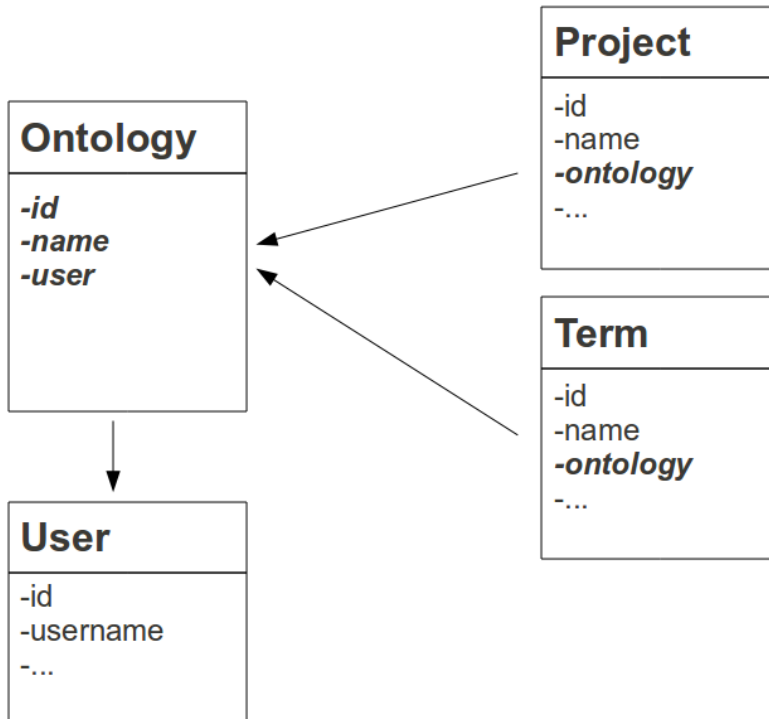 Project
-id
-name
-ontology
-...
Ontology
-id
-name
-user
Term
-id
-name
-ontology
-...
User
-id
-username
-...